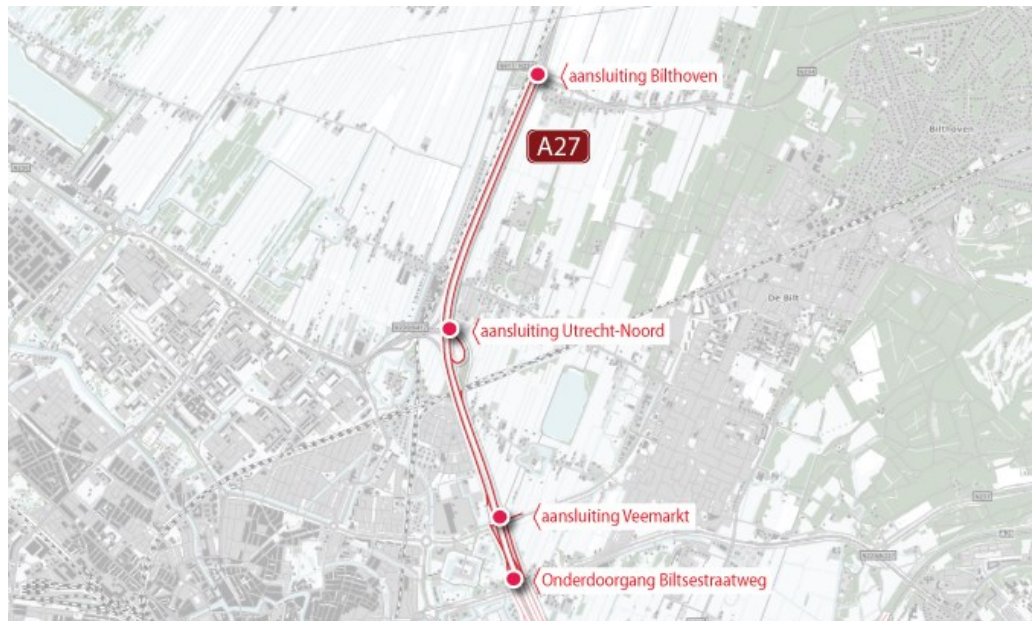 aansluiting Bilthoven
A27
Bilthoven
De Bilt
aansluiting Utrecht-Noord
aansluiting Veemarkt
Onderdoorgang Biltsestraatweg